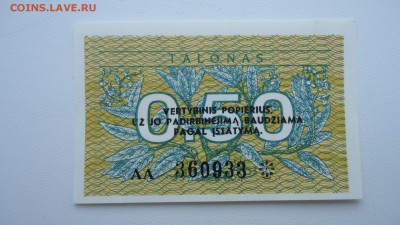 COINS.LAVE.RU
TALONAS
0,50
VERTYBINIS POPIERIUS
UŽ JO PADIRBINĖJIMĄ BAUDŽIAMA
PAGAL ĮSTATYMĄ.
AA 360933